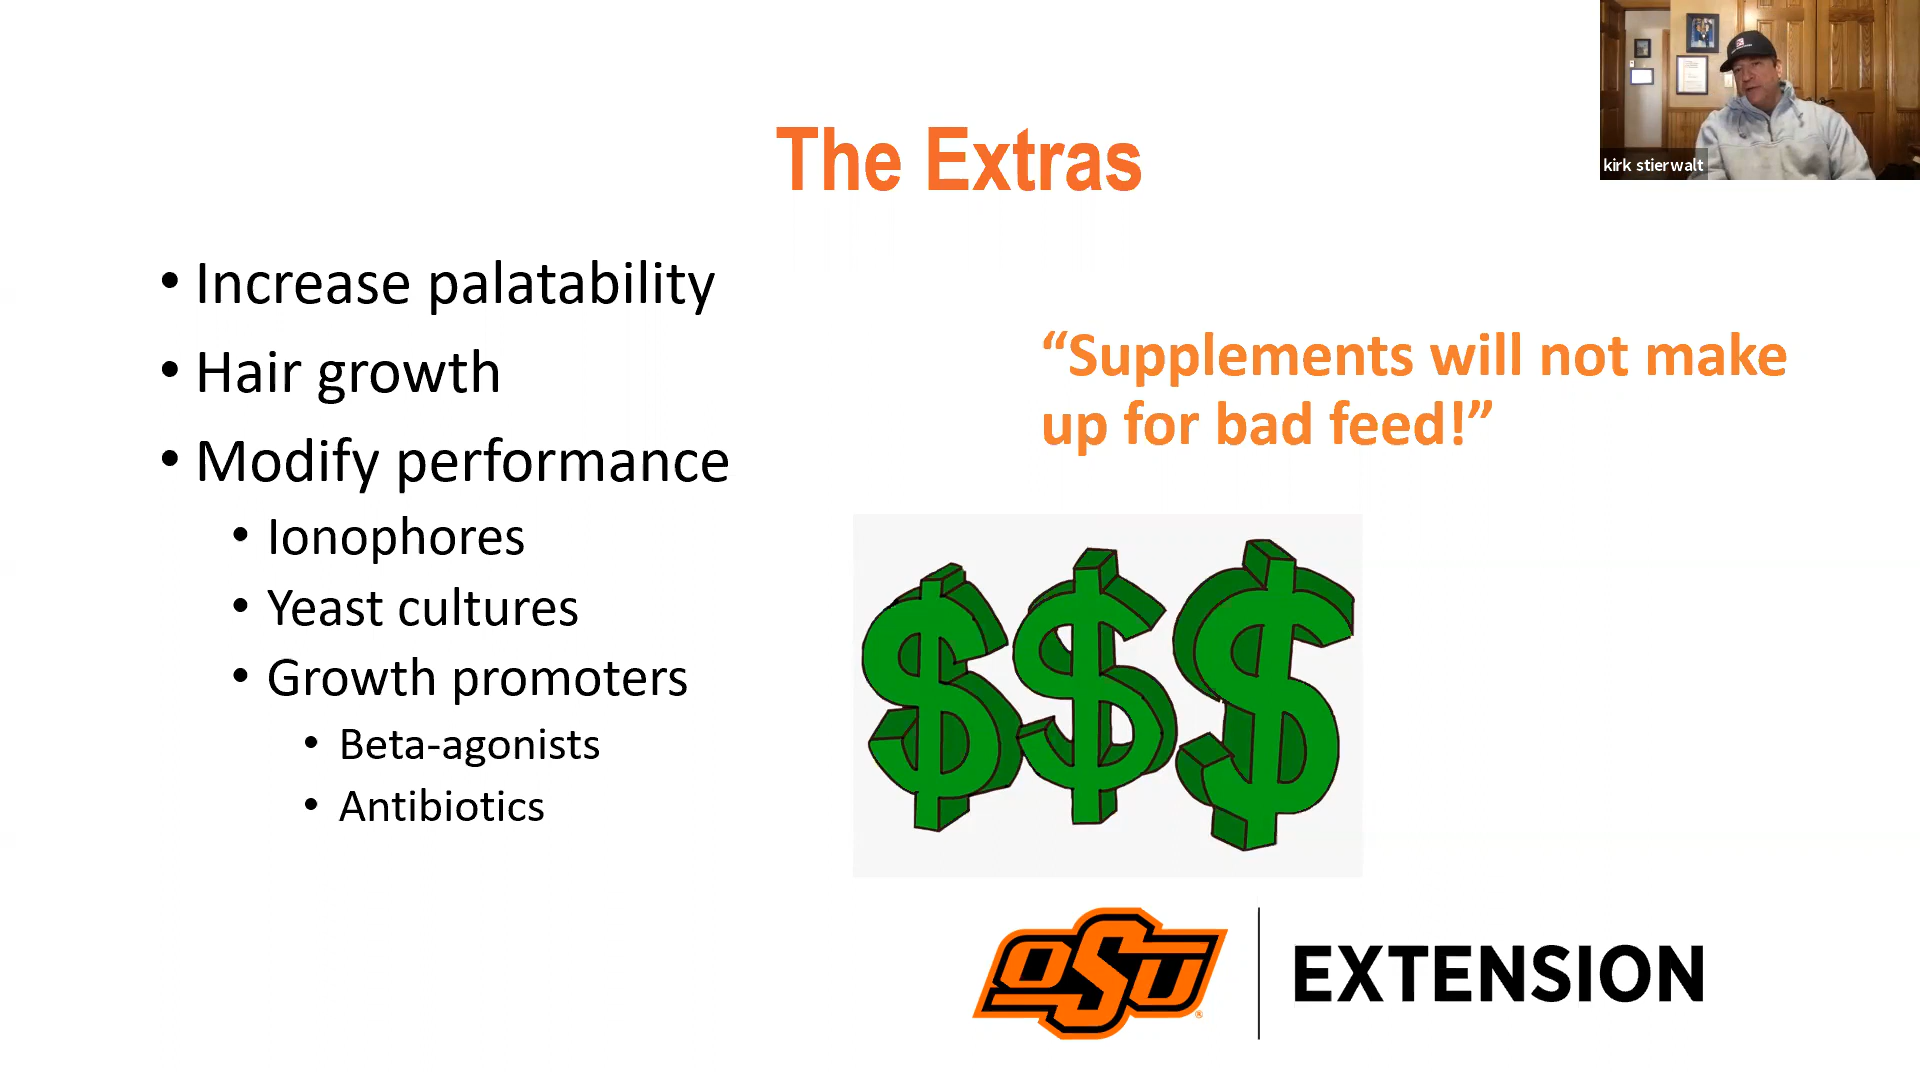 The Extras
kirk stierwalt
• Increase palatability
• Hair growth
• Modify performance
• Ionophores
• Yeast cultures
• Growth promoters
• Beta-agonists
• Antibiotics
“Supplements will not make
up for bad feed!”
$$$
OSU® | EXTENSION